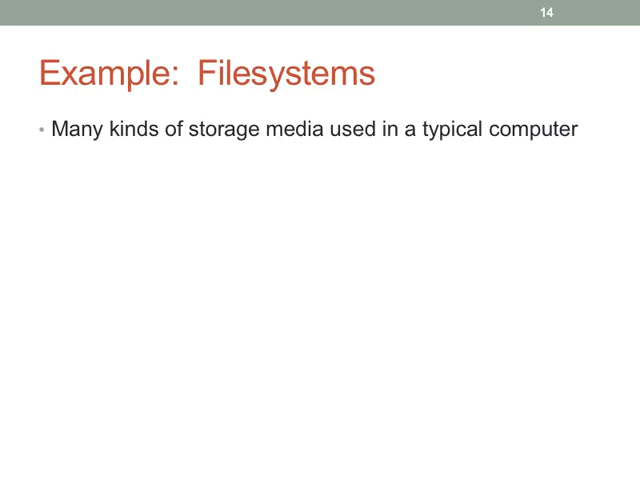 14
Example: Filesystems
• Many kinds of storage media used in a typical computer